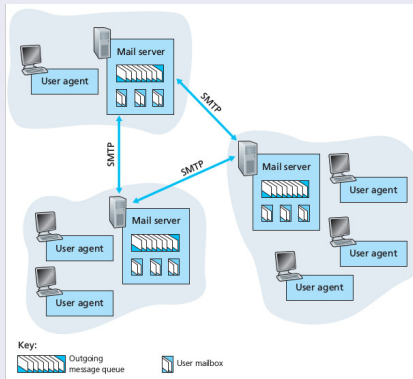 Mail server
User agent
SMTP
SMTP
SMTP
Mail server
User agent
User agent
User agent
Mail server
User agent
User agent
Key:
Outgoing
message queue
User mailbox